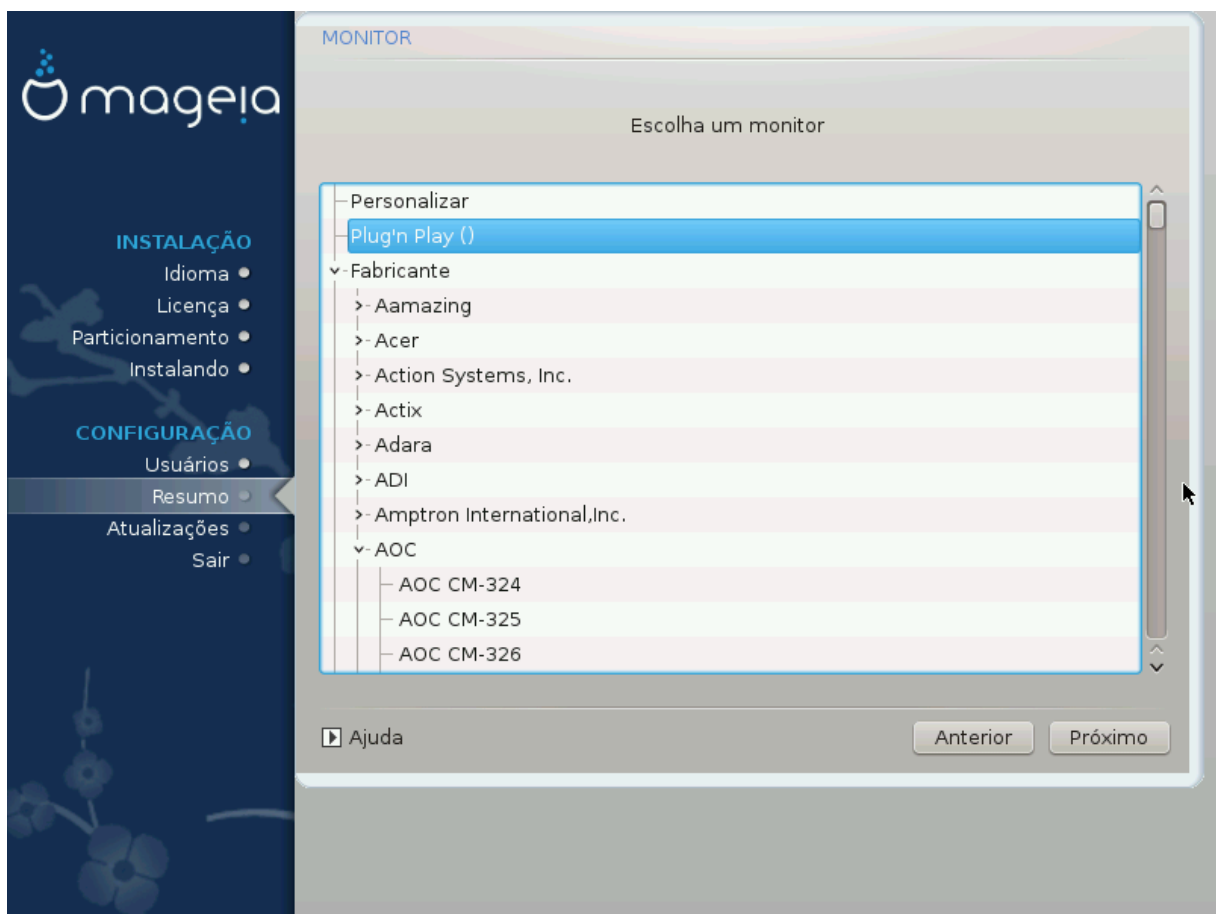 mageia
INSTALAÇÃO
Idioma
Licença
Particionamento
Instalando
CONFIGURAÇÃO
Usuários
Resumo
Atualizações
Sair
MONITOR
Escolha um monitor
Personalizar
Plug'n Play ()
Fabricante
Aamazing
Acer
Action Systems, Inc.
Actix
Adara
ADI
Amptron International,Inc.
AOC
AOC CM-324
AOC CM-325
AOC CM-326
Ajuda
Anterior
Próximo